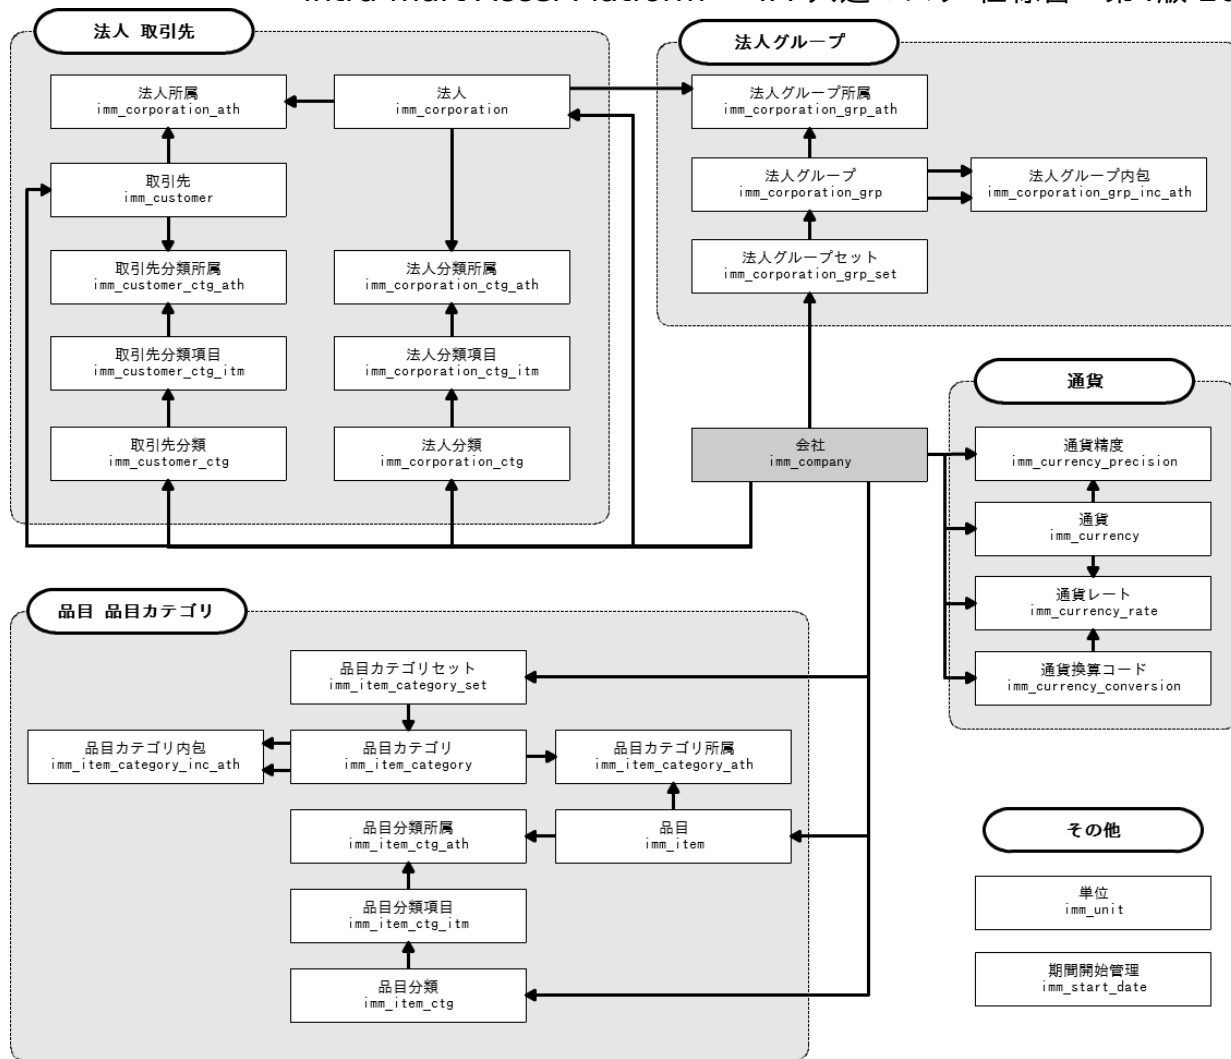 法人 取引先
法人所属
imm_corporation_ath
法人
imm_corporation
取引先
imm_customer
取引先分類所属
imm_customer_ctg_ath
法人分類所属
imm_corporation_ctg_ath
取引先分類項目
imm_customer_ctg_itm
法人分類項目
imm_corporation_ctg_itm
取引先分類
imm_customer_ctg
法人分類
imm_corporation_ctg
法人グループ
法人グループ所属
imm_corporation_grp_ath
法人グループ
imm_corporation_grp
法人グループ内包
imm_corporation_grp_inc_ath
法人グループセット
imm_corporation_grp_set
会社
imm_company
通貨
通貨精度
imm_currency_precision
通貨
imm_currency
通貨レート
imm_currency_rate
通貨換算コード
imm_currency_conversion
品目 品目カテゴリ
品目カテゴリセット
imm_item_category_set
品目カテゴリ内包
imm_item_category_inc_ath
品目カテゴリ
imm_item_category
品目カテゴリ所属
imm_item_category_ath
品目分類所属
imm_item_ctg_ath
品目
imm_item
品目分類項目
imm_item_ctg_itm
品目分類
imm_item_ctg
その他
単位
imm_unit
期間開始管理
imm_start_date